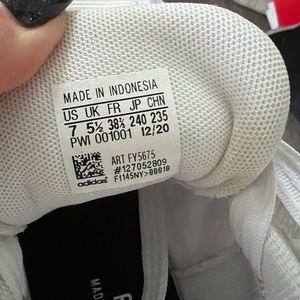 MADE IN INDONESIA
US UK FR JP CHN
7 5½ 38⅔ 240 235
PWI 001001 12/20
ART FY5675
#127052809
F1145NY>00010
adidas
MADE